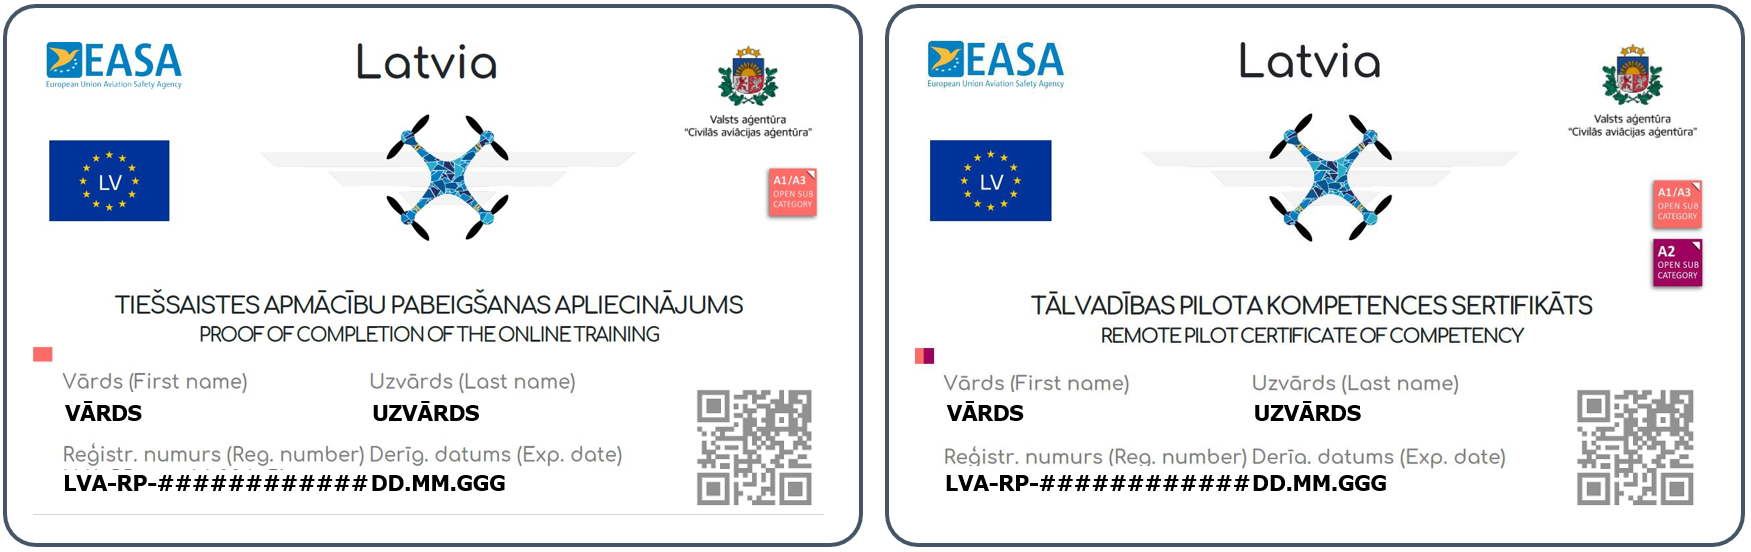 EASA
European Union Aviation Safety Agency
Latvia
Valsts aģentūra
"Civilās aviācijas aģentūra"
LV
A1/A3
OPEN SUB
CATEGORY
TIEŠSAISTES APMĀCĪBU PABEIGŠANAS APLIECINĀJUMS
PROOF OF COMPLETION OF THE ONLINE TRAINING
Vārds (First name) Uzvārds (Last name)
VĀRDS UZVĀRDS
Reģistr. numurs (Reg. number) Derīg. datums (Exp. date)
LVA-RP-############ DD.MM.GGG
EASA
European Union Aviation Safety Agency
Latvia
Valsts aģentūra
"Civilās aviācijas aģentūra"
LV
A1/A3
OPEN SUB
CATEGORY
A2
OPEN SUB
CATEGORY
TĀLVADĪBAS PILOTA KOMPETENCES SERTIFIKĀTS
REMOTE PILOT CERTIFICATE OF COMPETENCY
Vārds (First name) Uzvārds (Last name)
VĀRDS UZVĀRDS
Reģistr. numurs (Reg. number) Derīg. datums (Exp. date)
LVA-RP-############ DD.MM.GGG